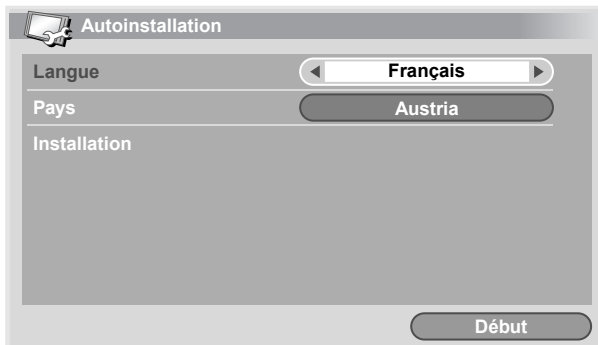 Autoinstallation
Langue Français
Pays Austria
Installation
Début